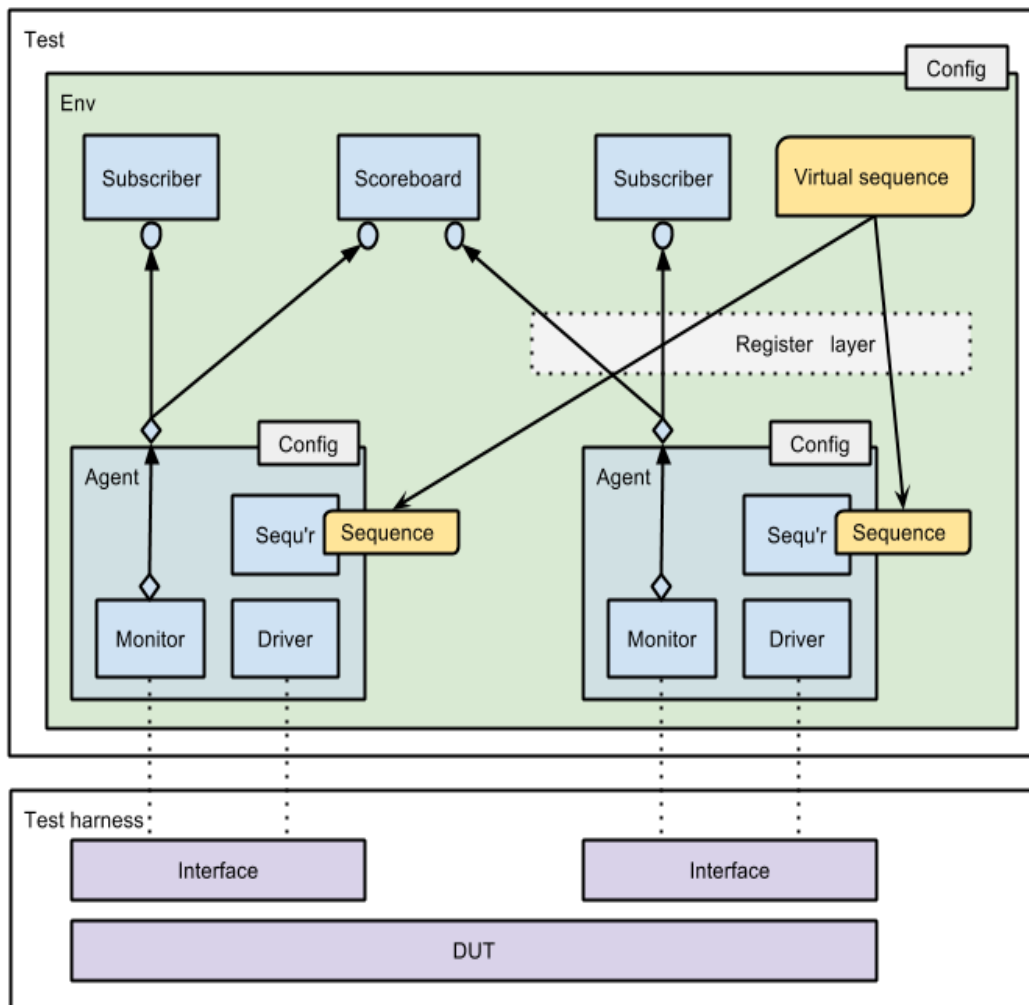 Test
Config
Env
Subscriber
Scoreboard
Subscriber
Virtual sequence
Register layer
Config
Config
Agent
Agent
Sequ'r
Sequence
Sequ'r
Sequence
Monitor
Driver
Monitor
Driver
Test harness
Interface
Interface
DUT